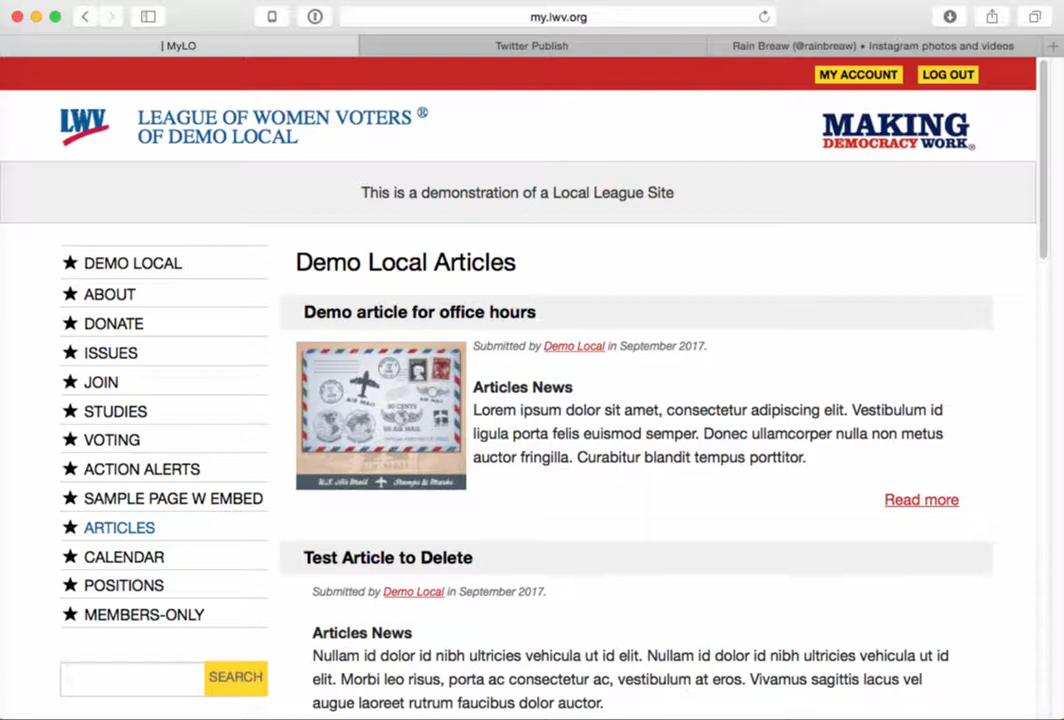 my.lwv.org
| MyLO
Twitter Publish
Rain Breaw (@rainbreaw) • Instagram photos and videos
MY ACCOUNT
LOG OUT
LWV
LEAGUE OF WOMEN VOTERS ®
OF DEMO LOCAL
MAKING
DEMOCRACY WORK®
This is a demonstration of a Local League Site
★ DEMO LOCAL
★ ABOUT
★ DONATE
★ ISSUES
★ JOIN
★ STUDIES
★ VOTING
★ ACTION ALERTS
★ SAMPLE PAGE W EMBED
★ ARTICLES
★ CALENDAR
★ POSITIONS
★ MEMBERS-ONLY
SEARCH
Demo Local Articles
Demo article for office hours
AIR MAIL
U.S. Air Mail Stamps & Marks
Submitted by Demo Local in September 2017.
Articles News
Lorem ipsum dolor sit amet, consectetur adipiscing elit. Vestibulum id
ligula porta felis euismod semper. Donec ullamcorper nulla non metus
auctor fringilla. Curabitur blandit tempus porttitor.
Read more
Test Article to Delete
Submitted by Demo Local in September 2017.
Articles News
Nullam id dolor id nibh ultricies vehicula ut id elit. Nullam id dolor id nibh ultricies vehicula ut id
elit. Morbi leo risus, porta ac consectetur ac, vestibulum at eros. Vivamus sagittis lacus vel
augue laoreet rutrum faucibus dolor auctor.